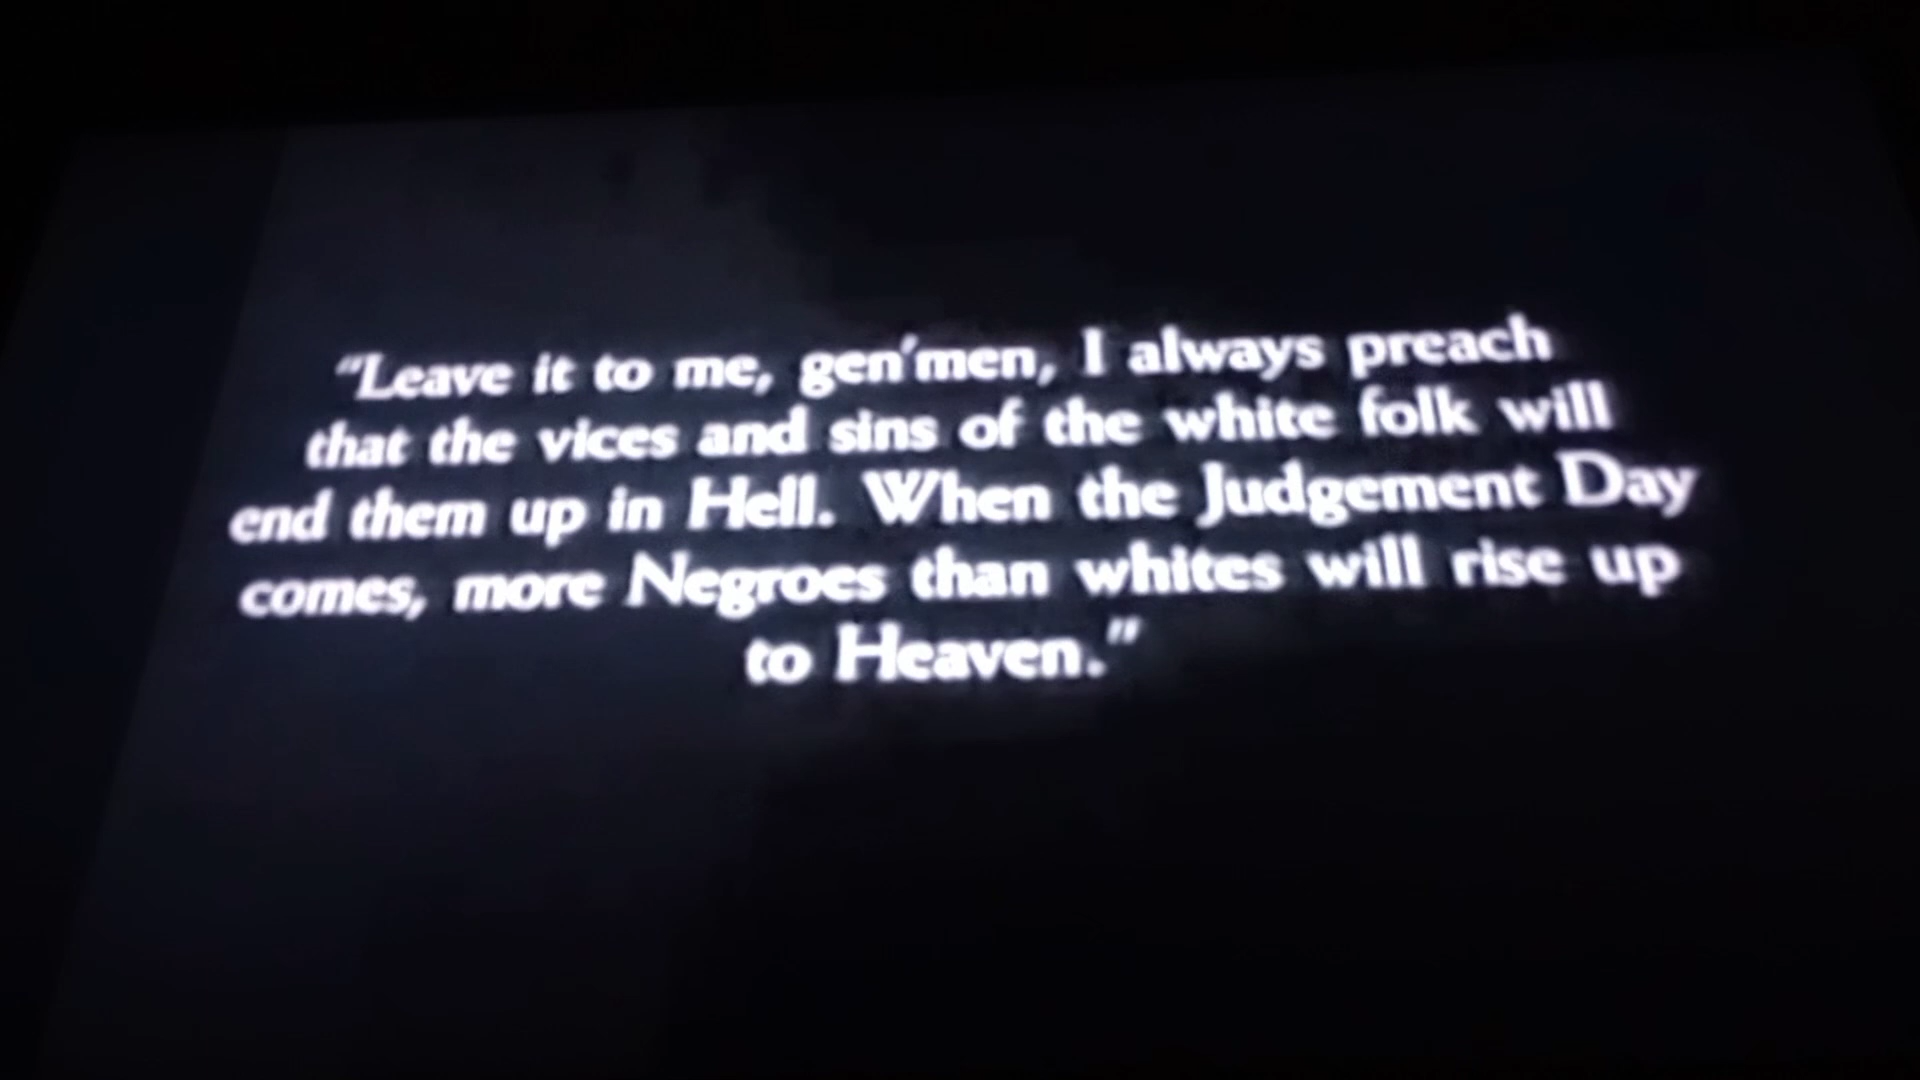 "Leave it to me, gen'men, I always preach
that the vices and sins of the white folk will
end them up in Hell. When the Judgement Day
comes, more Negroes than whites will rise up
to Heaven."